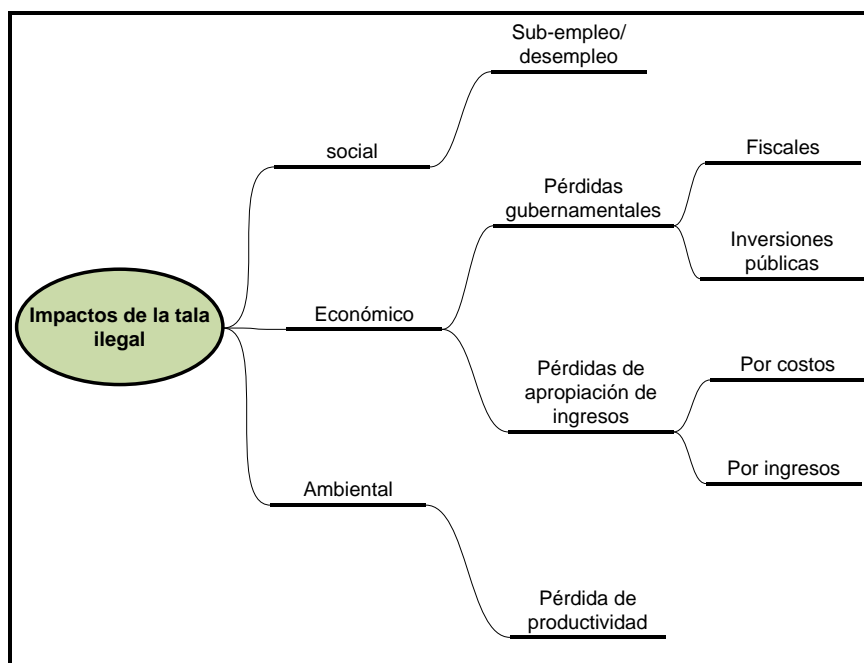 Sub-empleo/
desempleo
social
Fiscales
Pérdidas
gubernamentales
Inversiones
públicas
Impactos de la tala
ilegal
Económico
Pérdidas de
apropiación de
ingresos
Por costos
Por ingresos
Ambiental
Pérdida de
productividad